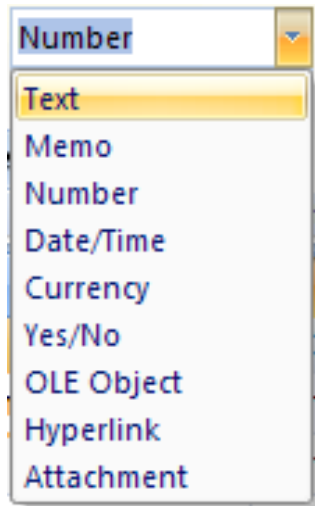 Number
Text
Memo
Number
Date/Time
Currency
Yes/No
OLE Object
Hyperlink
Attachment